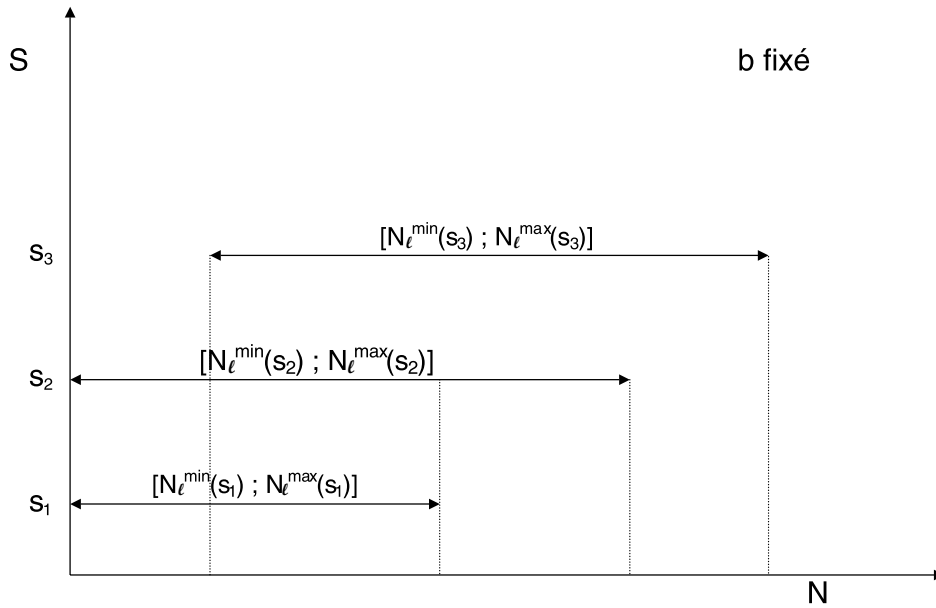 S
b fixé
[Nℓmin(s3) ; Nℓmax(s3)]
s3
[Nℓmin(s2) ; Nℓmax(s2)]
s2
[Nℓmin(s1) ; Nℓmax(s1)]
s1
N